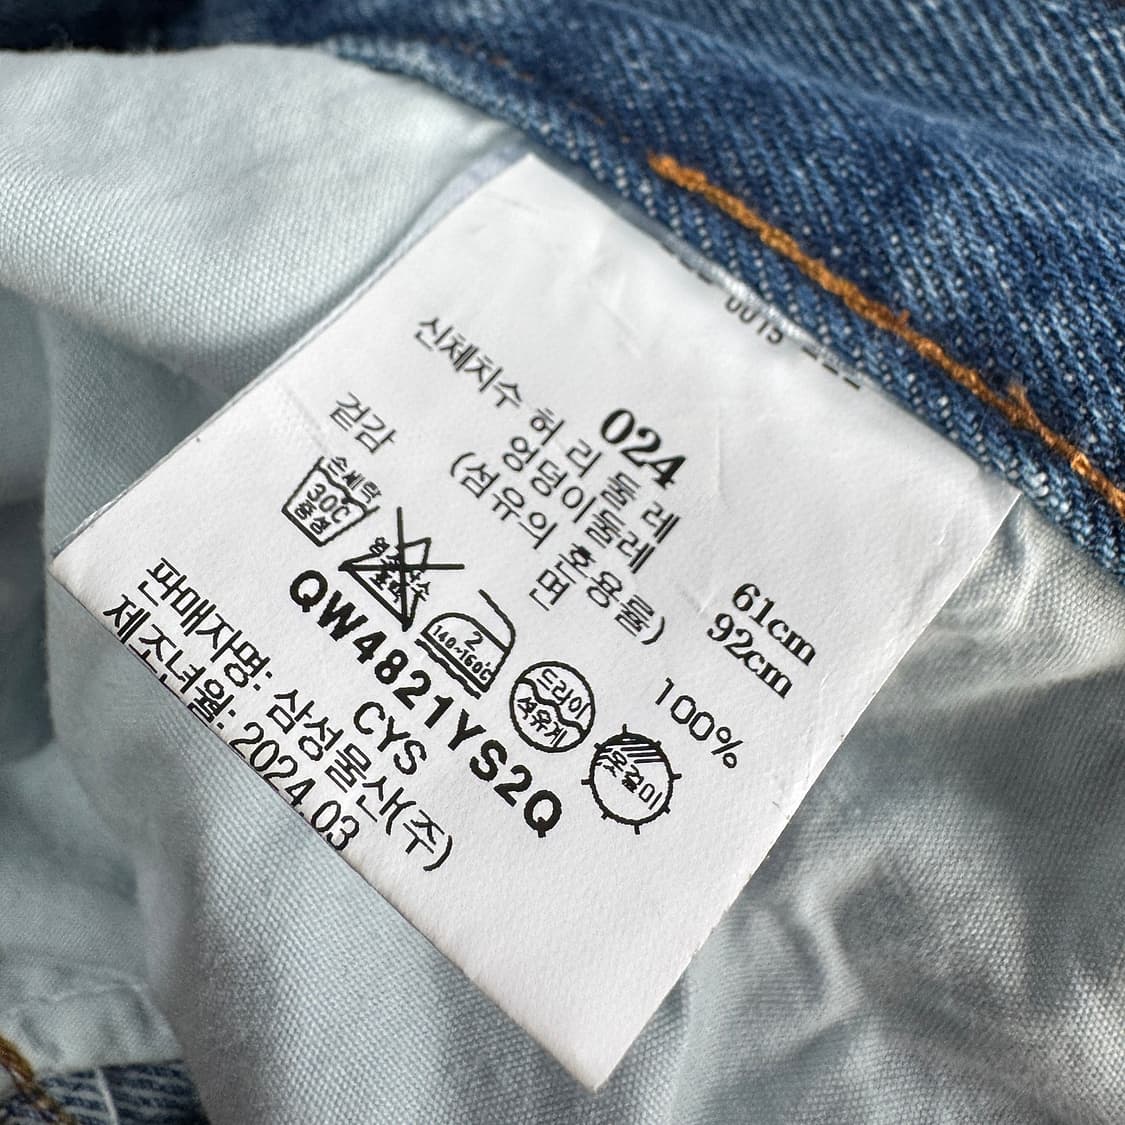 0015
024
신체치수 허 리 둘 레 61cm
엉덩이둘레 92cm
(섬유의 혼용률)
겉감 면 100%
손세탁
30℃
중성
2
140~160℃
드라이
석유계
옷걸이
QW4821YS2Q
CYS
판매자명: 삼성물산(주)
제조년월: 2024.03